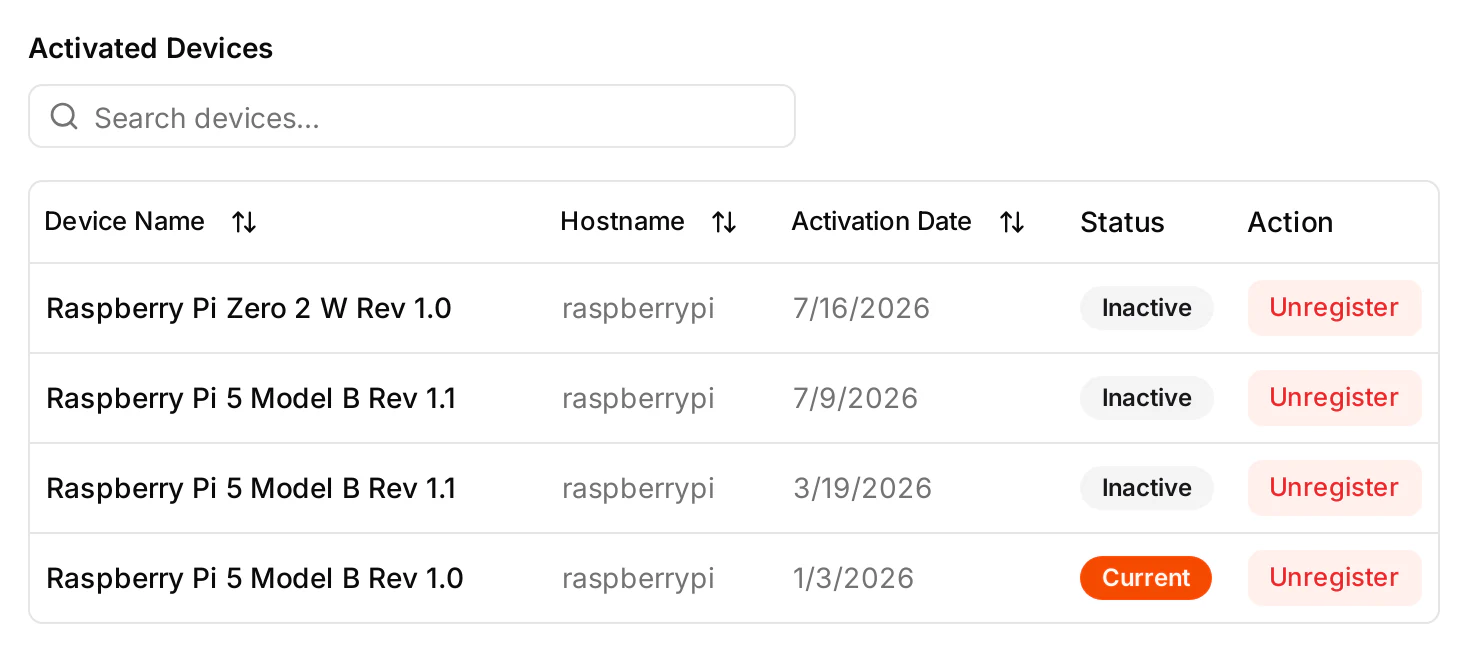 Activated Devices
Search devices...
Device Name Hostname Activation Date Status Action
Raspberry Pi Zero 2 W Rev 1.0 raspberrypi 7/16/2026 Inactive Unregister
Raspberry Pi 5 Model B Rev 1.1 raspberrypi 7/9/2026 Inactive Unregister
Raspberry Pi 5 Model B Rev 1.1 raspberrypi 3/19/2026 Inactive Unregister
Raspberry Pi 5 Model B Rev 1.0 raspberrypi 1/3/2026 Current Unregister